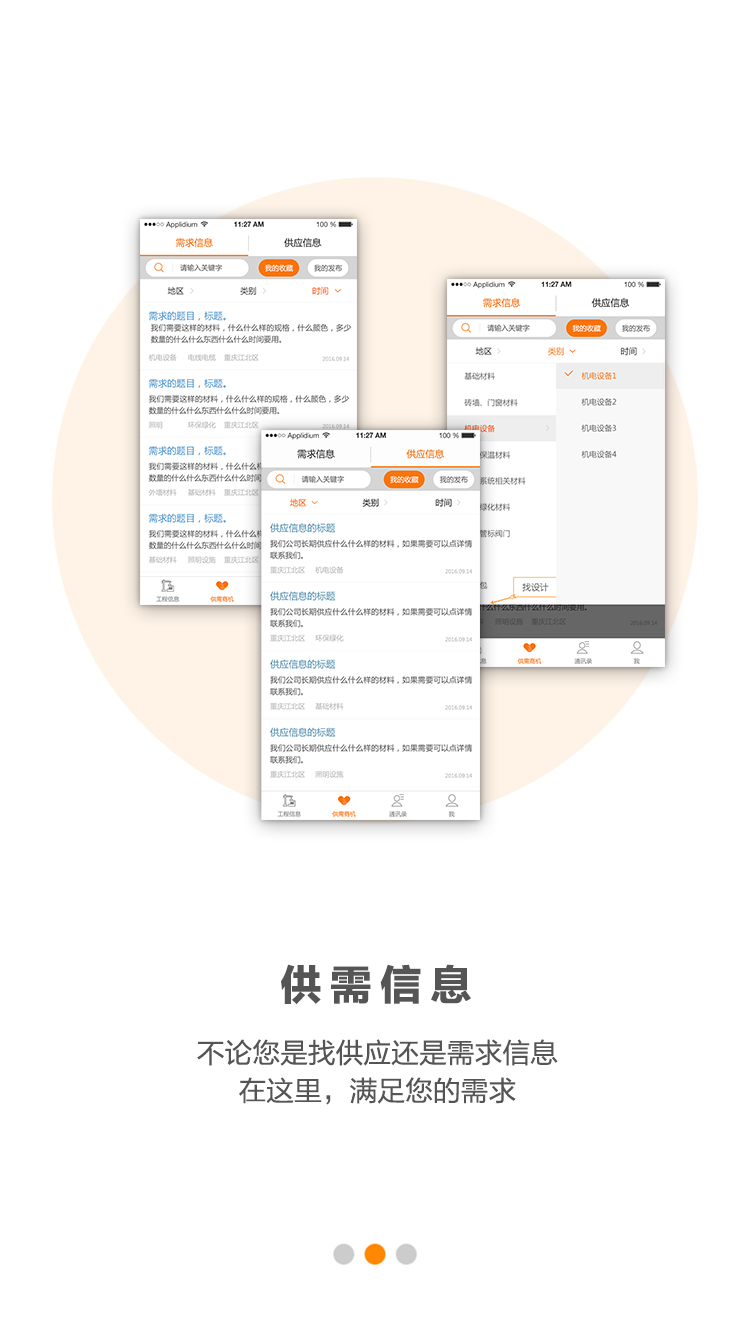 ●●●○○ Applidium 11:27 AM 100 %
需求信息 供应信息
请输入关键字 我的收藏 我的发布
地区 类别 时间
需求的题目，标题。
我们需要这样的材料，什么什么样的规格，什么颜色，多少
数量的什么什么东西什么什么时间要用。
机电设备 电线电缆 重庆江北区 2016.09.14
需求的题目，标题。
我们需要这样的材料，什么什么样的规格，什么颜色，多少
数量的什么什么东西什么什么时间要用。
照明 环保绿化 重庆江北区 2016.09.14
需求的题目，标题。
我们需要这样的材料，什么什
数量的什么什么东西什么什么时间
外墙材料 基础材料 重庆江北区
需求的题目，标题。
我们需要这样的材料，什么什
数量的什么什么东西什么什么时间
基础材料 照明设施 重庆江北区
工程信息 供需商机
●●●○○ Applidium 11:27 AM 100 %
需求信息 供应信息
请输入关键字 我的收藏 我的发布
地区 类别 时间
基础材料 机电设备1
砖墙、门窗材料 机电设备2
机电设备 机电设备3
保温材料 机电设备4
系统相关材料
绿化材料
管标阀门
包 找设计
什么什么东西什么什么时间要用。
照明设施 重庆江北区 2016.09.14
息 供需商机 通讯录 我
●●●○○ Applidium 11:27 AM 100 %
需求信息 供应信息
请输入关键字 我的收藏 我的发布
地区 类别 时间
供应信息的标题
我们公司长期供应什么什么样的材料，如果需要可以点详情
联系我们。
重庆江北区 机电设备 2016.09.14
供应信息的标题
我们公司长期供应什么什么样的材料，如果需要可以点详情
联系我们。
重庆江北区 环保绿化 2016.09.14
供应信息的标题
我们公司长期供应什么什么样的材料，如果需要可以点详情
联系我们。
重庆江北区 基础材料 2016.09.14
供应信息的标题
我们公司长期供应什么什么样的材料，如果需要可以点详情
联系我们。
重庆江北区 照明设施 2016.09.14
工程信息 供需商机 通讯录 我
供需信息
不论您是找供应还是需求信息
在这里，满足您的需求